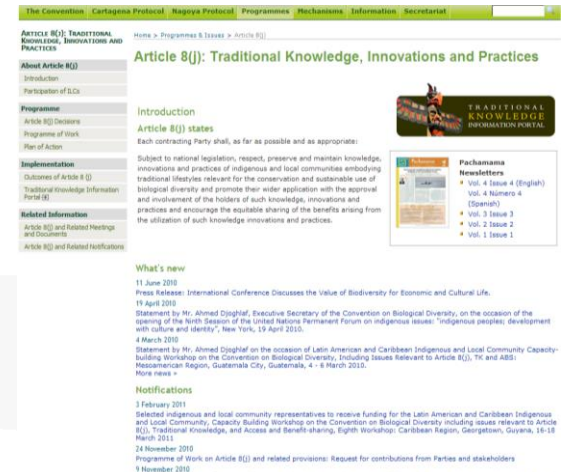 The Convention Cartagena Protocol Nagoya Protocol Programmes Mechanisms Information Secretariat
ARTICLE 8(J): TRADITIONAL
KNOWLEDGE, INNOVATIONS AND
PRACTICES
About Article 8(j)
Introduction
Participation of ILCs
Programme
Article 8(j) Decisions
Programme of Work
Plan of Action
Implementation
Outcomes of Article 8 (j)
Traditional Knowledge Information
Portal
Related Information
Article 8(j) and Related Meetings
and Documents
Article 8(j) and Related Notifications
Home > Programmes & Issues > Article 8(j)
Article 8(j): Traditional Knowledge, Innovations and Practices
Introduction
Article 8(j) states
Each contracting Party shall, as far as possible and as appropriate:
Subject to national legislation, respect, preserve and maintain knowledge,
innovations and practices of indigenous and local communities embodying
traditional lifestyles relevant for the conservation and sustainable use of
biological diversity and promote their wider application with the approval
and involvement of the holders of such knowledge, innovations and
practices and encourage the equitable sharing of the benefits arising from
the utilization of such knowledge innovations and practices.
TRADITIONAL
KNOWLEDGE
INFORMATION PORTAL
Pachamama
Pachamama
Newsletters
Vol. 4 Issue 4 (English)
Vol. 4 Número 4
(Spanish)
Vol. 3 Issue 3
Vol. 2 Issue 2
Vol. 1 Issue 1
What's new
11 June 2010
Press Release: International Conference Discusses the Value of Biodiversity for Economic and Cultural Life.
19 April 2010
Statement by Mr. Ahmed Djoghlaf, Executive Secretary of the Convention on Biological Diversity, on the occasion of the
opening of the Ninth Session of the United Nations Permanent Forum on indigenous issues: "indigenous peoples; development
with culture and identity", New York, 19 April 2010.
4 March 2010
Statement by Mr. Ahmed Djoghlaf on the occasion of Latin American and Caribbean Indigenous and Local Community Capacity-
building Workshop on the Convention on Biological Diversity, Including Issues Relevant to Article 8(j), TK and ABS:
Mesoamerican Region, Guatemala City, Guatemala, 4 - 6 March 2010.
More news »
Notifications
3 February 2011
Selected indigenous and local community representatives to receive funding for the Latin American and Caribbean Indigenous
and Local Community, Capacity Building Workshop on the Convention on Biological Diversity including issues relevant to Article
8(j), Traditional Knowledge, and Access and Benefit-sharing, Eighth Workshop: Caribbean Region, Georgetown, Guyana, 16-18
March 2011
24 November 2010
Programme of Work on Article 8(j) and related provisions: Request for contributions from Parties and stakeholders
9 November 2010